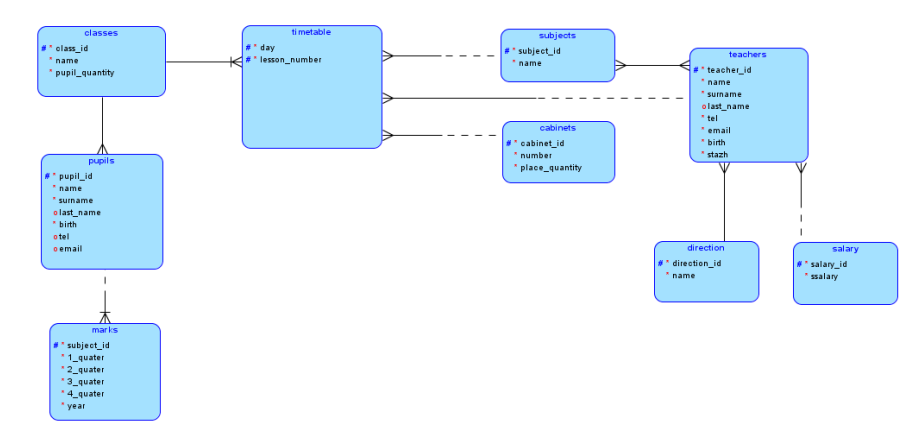 classes
# * class_id
* name
* pupil_quantity
timetable
# * day
# * lesson_number
subjects
# * subject_id
* name
teachers
# * teacher_id
* name
* surname
o last_name
* tel
* email
* birth
* stazh
cabinets
# * cabinet_id
* number
* place_quantity
pupils
# * pupil_id
* name
* surname
o last_name
* birth
o tel
o email
direction
# * direction_id
* name
salary
# * salary_id
* ssalary
marks
# * subject_id
* 1_quater
* 2_quater
* 3_quater
* 4_quater
* year